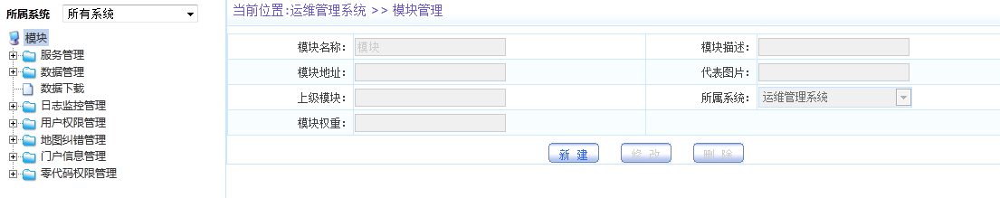 所属系统 所有系统
模块
服务管理
数据管理
数据下载
日志监控管理
用户权限管理
地图纠错管理
门户信息管理
零代码权限管理
当前位置:运维管理系统 >> 模块管理
模块名称: 模块 模块描述:
模块地址: 代表图片:
上级模块: 所属系统: 运维管理系统
模块权重:
新 建 修 改 删 除